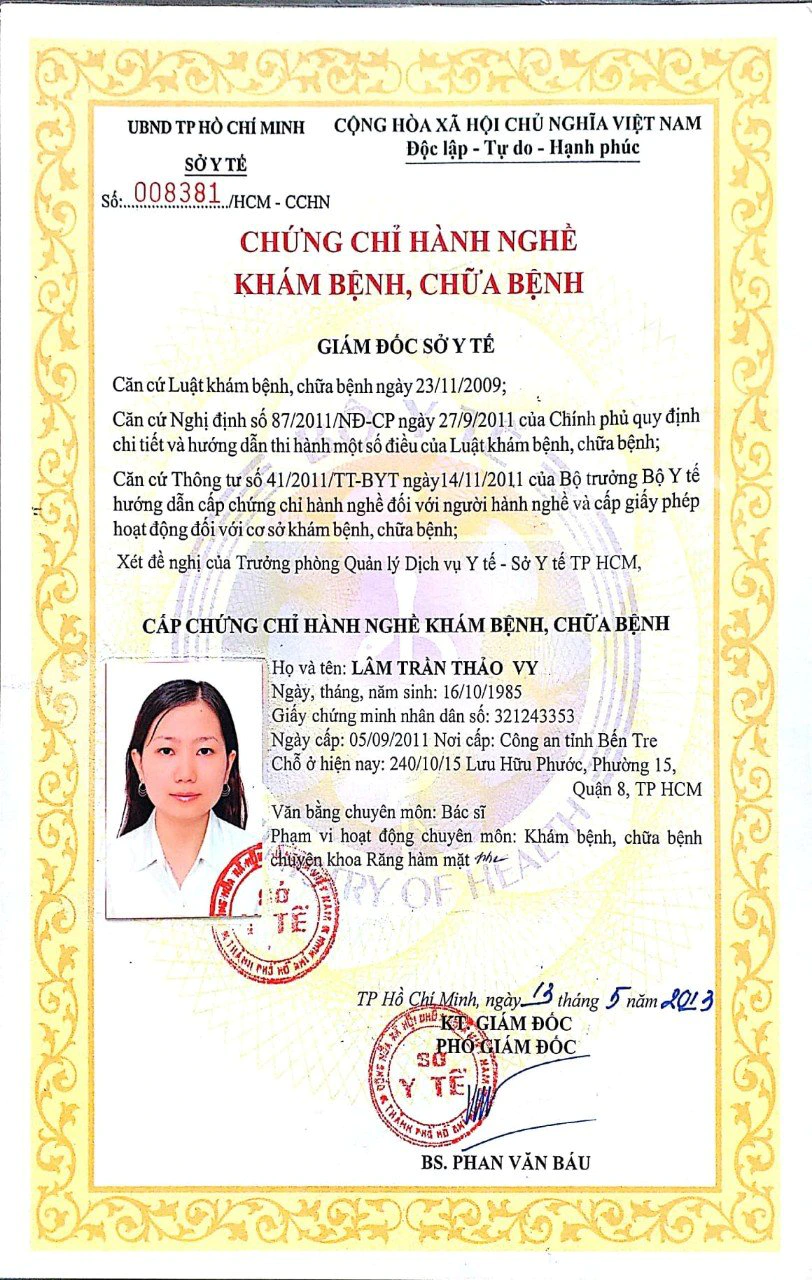 UBND TP HỒ CHÍ MINH
SỞ Y TẾ
Số: 008381 /HCM - CCHN
CỘNG HÒA XÃ HỘI CHỦ NGHĨA VIỆT NAM
Độc lập - Tự do - Hạnh phúc
CHỨNG CHỈ HÀNH NGHỀ
KHÁM BỆNH, CHỮA BỆNH
GIÁM ĐỐC SỞ Y TẾ
Căn cứ Luật khám bệnh, chữa bệnh ngày 23/11/2009;
Căn cứ Nghị định số 87/2011/NĐ-CP ngày 27/9/2011 của Chính phủ quy định
chi tiết và hướng dẫn thi hành một số điều của Luật khám bệnh, chữa bệnh;
Căn cứ Thông tư số 41/2011/TT-BYT ngày14/11/2011 của Bộ trưởng Bộ Y tế
hướng dẫn cấp chứng chỉ hành nghề đối với người hành nghề và cấp giấy phép
hoạt động đối với cơ sở khám bệnh, chữa bệnh;
Xét đề nghị của Trưởng phòng Quản lý Dịch vụ Y tế - Sở Y tế TP HCM,
BỘ Y TẾ
CẤP CHỨNG CHỈ HÀNH NGHỀ KHÁM BỆNH, CHỮA BỆNH
Họ và tên: LÂM TRẦN THẢO VY
Ngày, tháng, năm sinh: 16/10/1985
Giấy chứng minh nhân dân số: 321243353
Ngày cấp: 05/09/2011 Nơi cấp: Công an tỉnh Bến Tre
Chỗ ở hiện nay: 240/10/15 Lưu Hữu Phước, Phường 15,
Quận 8, TP HCM
Văn bằng chuyên môn: Bác sĩ
Phạm vi hoạt động chuyên môn: Khám bệnh, chữa bệnh
chuyên khoa Răng hàm mặt
MINISTRY OF HEALTH
SỞ
Y TẾ
THÀNH PHỐ HỒ CHÍ MINH
TP Hồ Chí Minh, ngày 13 tháng 5 năm 2013
KT. GIÁM ĐỐC
PHÓ GIÁM ĐỐC
SỞ
Y TẾ
BS. PHAN VĂN BÁU